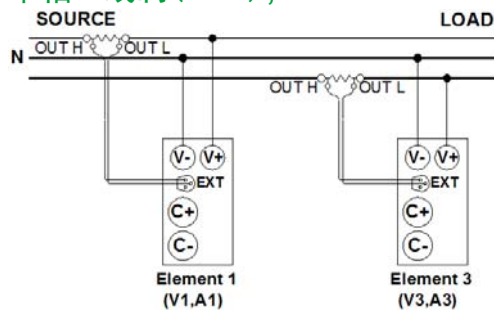 SOURCE LOAD
OUT H OUT L
N
OUT H OUT L
V- V+ V- V+
EXT EXT
C+ C+
C- C-
Element 1 Element 3
(V1,A1) (V3,A3)